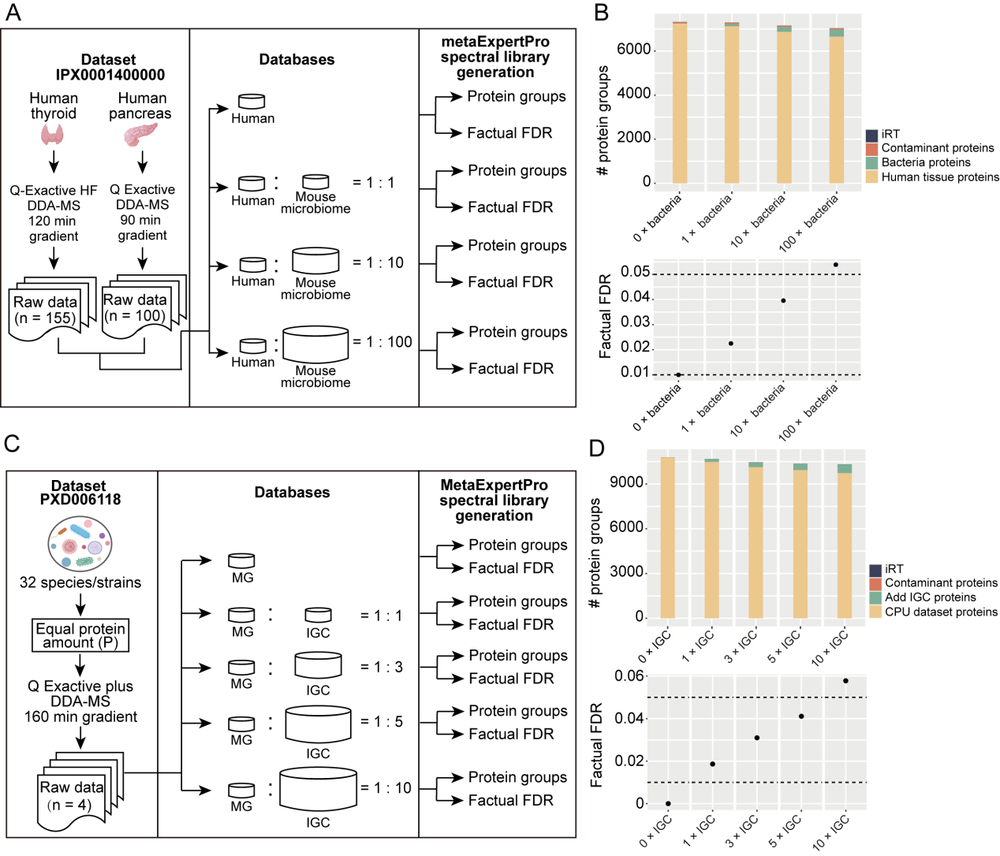 A
Dataset
IPX0001400000
Human
thyroid
Human
pancreas
Q-Exactive HF
DDA-MS
120 min
gradient
Q Exactive
DDA-MS
90 min
gradient
Raw data
(n = 155)
Raw data
(n = 100)
Databases
Human
Human
:
Mouse
microbiome
= 1 : 1
Human
:
Mouse
microbiome
= 1 : 10
Human
:
Mouse
microbiome
= 1 : 100
metaExpertPro
spectral library
generation
Protein groups
Factual FDR
Protein groups
Factual FDR
Protein groups
Factual FDR
Protein groups
Factual FDR
B
# protein groups
6000
4000
2000
0
0 × bacteria
1 × bacteria
10 × bacteria
100 × bacteria
iRT
Contaminant proteins
Bacteria proteins
Human tissue proteins
Factual FDR
0.05
0.04
0.03
0.02
0.01
0 × bacteria
1 × bacteria
10 × bacteria
100 × bacteria
C
Dataset
PXD006118
32 species/strains
Equal protein
amount (P)
Q Exactive plus
DDA-MS
160 min gradient
Raw data
(n = 4)
Databases
MG
MG
:
IGC
= 1 : 1
MG
:
IGC
= 1 : 3
MG
:
IGC
= 1 : 5
MG
:
IGC
= 1 : 10
MetaExpertPro
spectral library
generation
Protein groups
Factual FDR
Protein groups
Factual FDR
Protein groups
Factual FDR
Protein groups
Factual FDR
Protein groups
Factual FDR
D
# protein groups
9000
6000
3000
0
0 × IGC
1 × IGC
3 × IGC
5 × IGC
10 × IGC
iRT
Contaminant proteins
Add IGC proteins
CPU dataset proteins
Factual FDR
0.06
0.04
0.02
0
0 × IGC
1 × IGC
3 × IGC
5 × IGC
10 × IGC